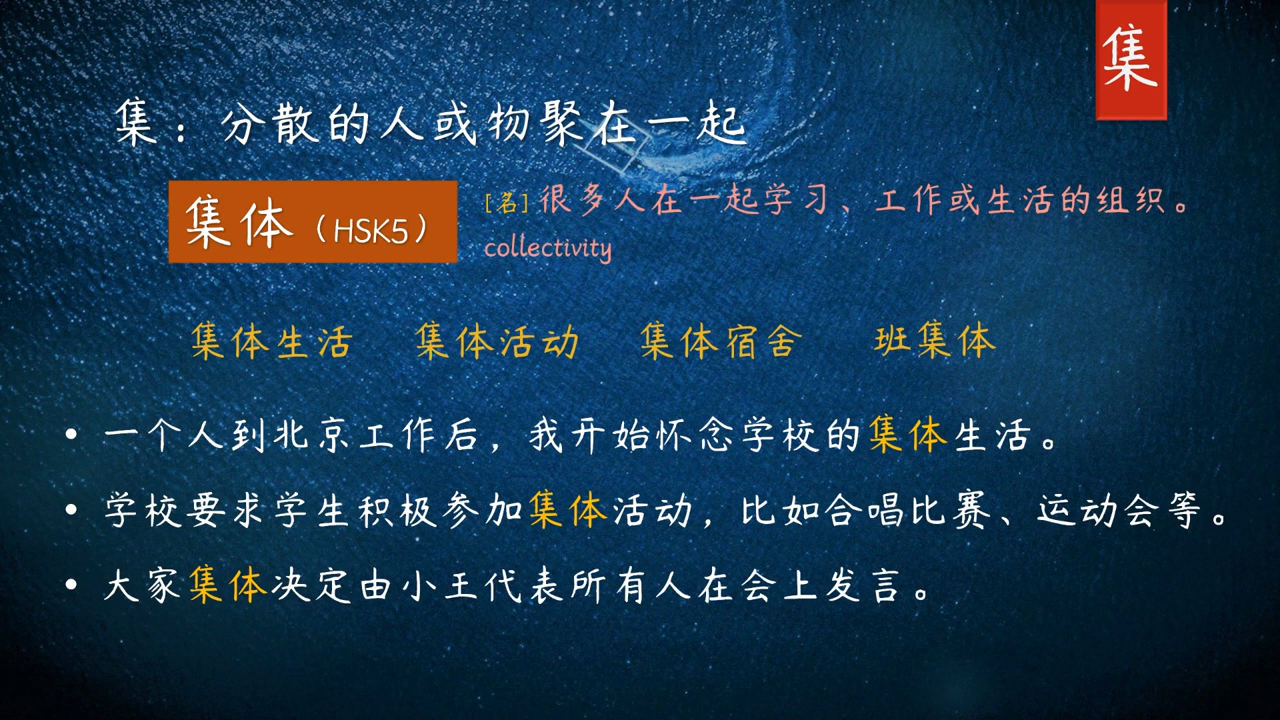 集
集：分散的人或物聚在一起
集体（HSK5）
[名] 很多人在一起学习、工作或生活的组织。
collectivity
集体生活 集体活动 集体宿舍 班集体
• 一个人到北京工作后，我开始怀念学校的集体生活。
• 学校要求学生积极参加集体活动，比如合唱比赛、运动会等。
• 大家集体决定由小王代表所有人在会上发言。